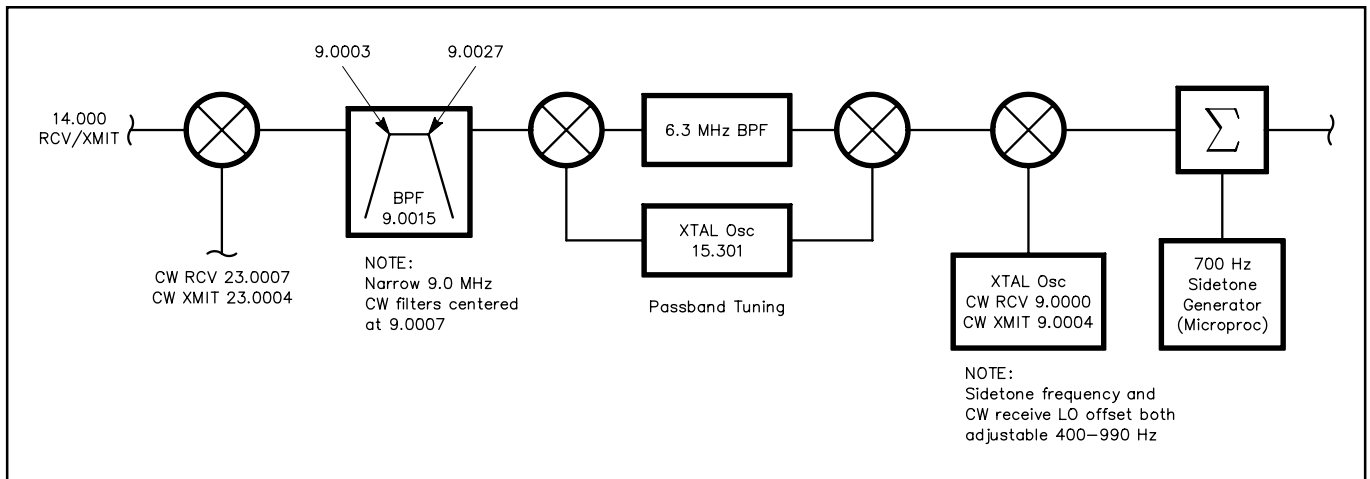 9.0003
9.0027
14.000
RCV/XMIT
BPF
9.0015
6.3 MHz BPF
XTAL Osc
15.301
Σ
CW RCV 23.0007
CW XMIT 23.0004
NOTE:
Narrow 9.0 MHz
CW filters centered
at 9.0007
Passband Tuning
XTAL Osc
CW RCV 9.0000
CW XMIT 9.0004
700 Hz
Sidetone
Generator
(Microproc)
NOTE:
Sidetone frequency and
CW receive LO offset both
adjustable 400–990 Hz